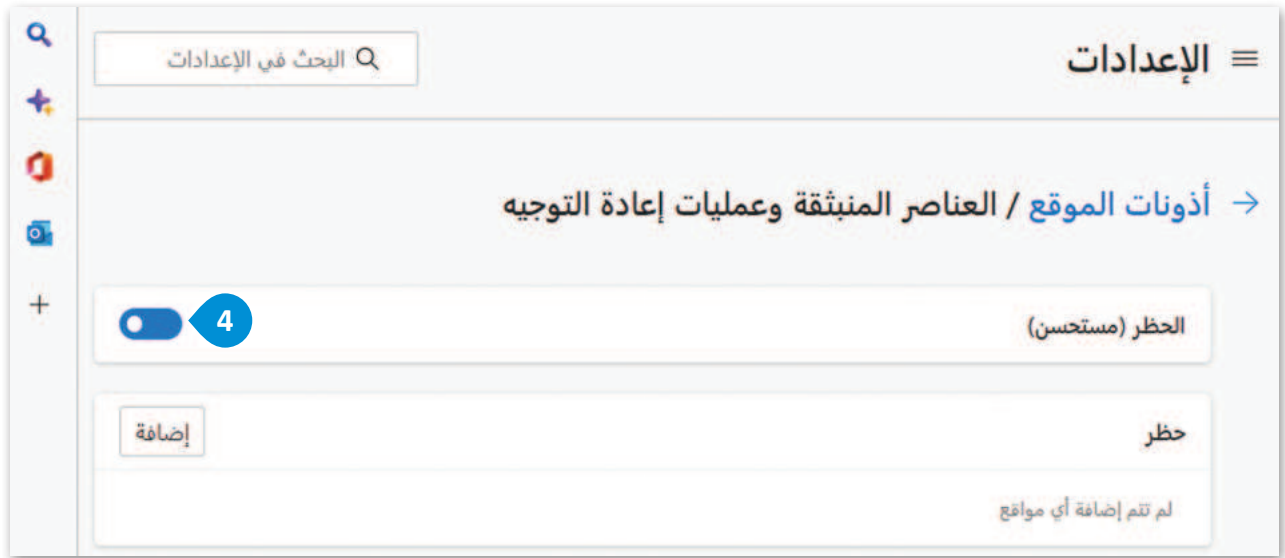 الإعدادات
البحث في الإعدادات
أذونات الموقع / العناصر المنبثقة وعمليات إعادة التوجيه
الحظر (مستحسن)
4
حظر
إضافة
لم تتم إضافة أي مواقع